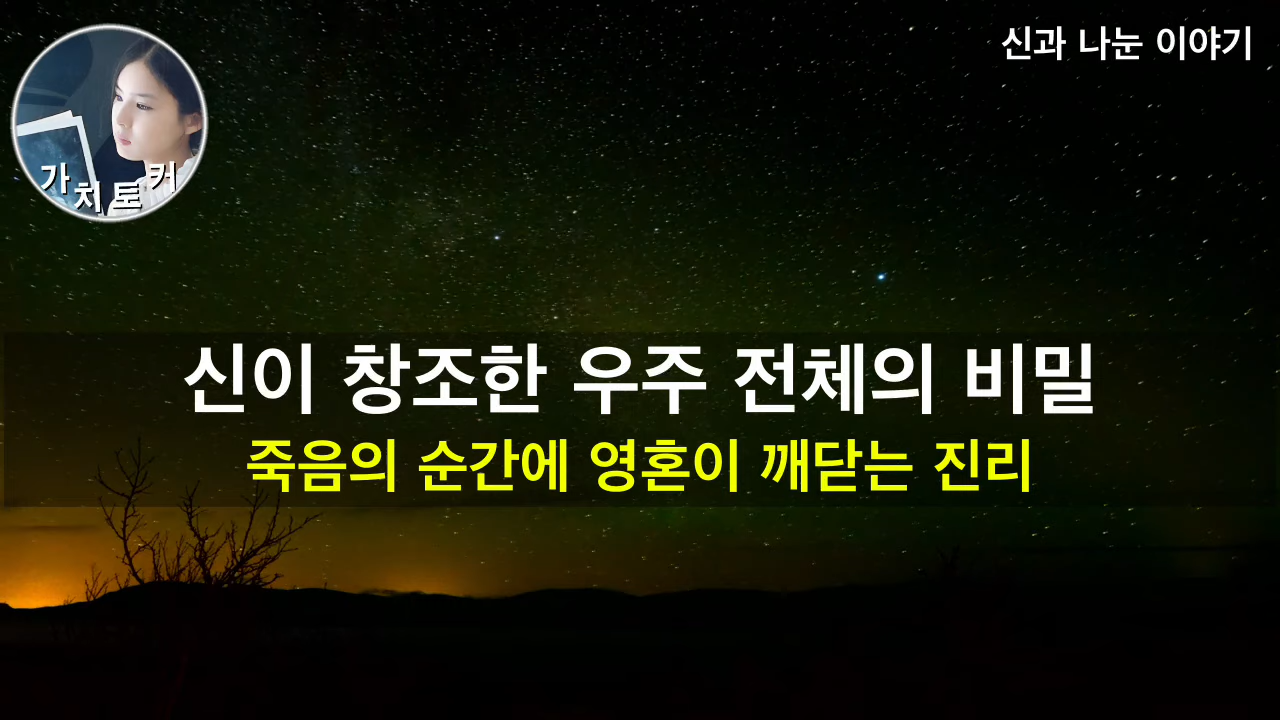 신과 나눈 이야기
가치토커
신이 창조한 우주 전체의 비밀
죽음의 순간에 영혼이 깨닫는 진리